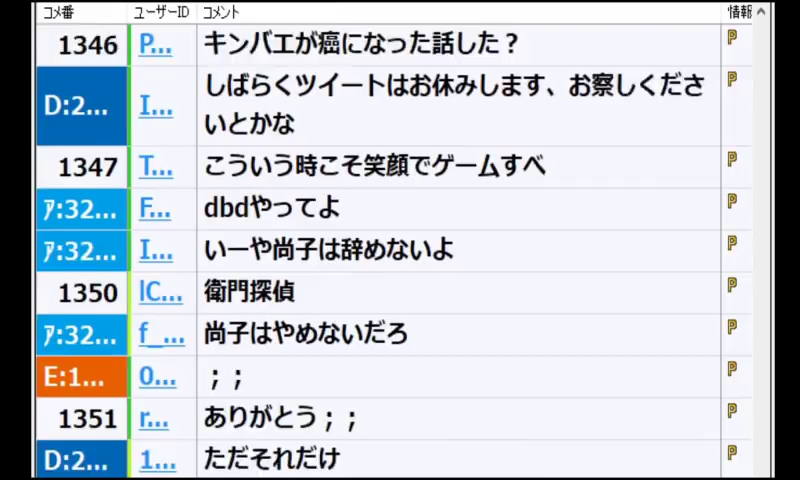 コメ番 ユーザーID コメント 情報
1346 P... キンバエが癌になった話した？ P
D:2... I... しばらくツイートはお休みします、お察しくださ P
いとかな
1347 T... こういう時こそ笑顔でゲームすべ P
ｱ:32... F... dbdやってよ P
ｱ:32... I... いーや尚子は辞めないよ P
1350 lC... 衛門探偵 P
ｱ:32... f_... 尚子はやめないだろ P
E:1... 0... ；； P
1351 r... ありがとう；； P
D:2... 1... ただそれだけ P